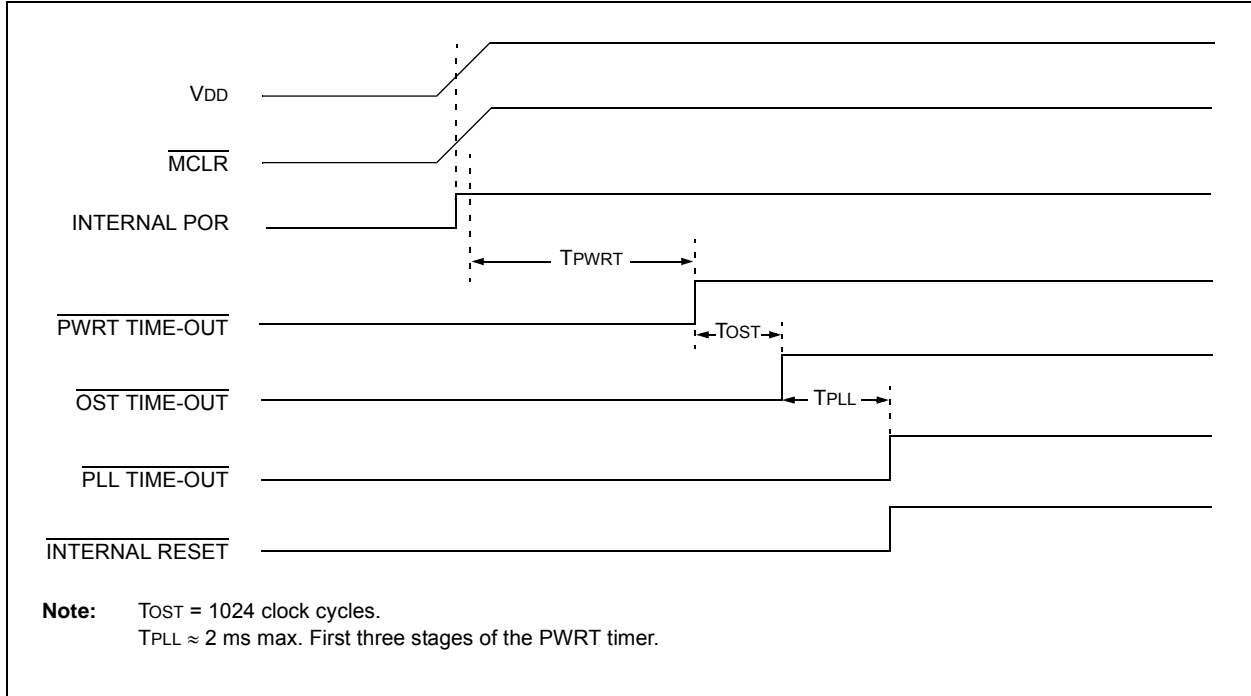 VDD
MCLR
INTERNAL POR
TPWRT
PWRT TIME-OUT
TOST
OST TIME-OUT
TPLL
PLL TIME-OUT
INTERNAL RESET
Note: TOST = 1024 clock cycles.
TPLL ≈ 2 ms max. First three stages of the PWRT timer.